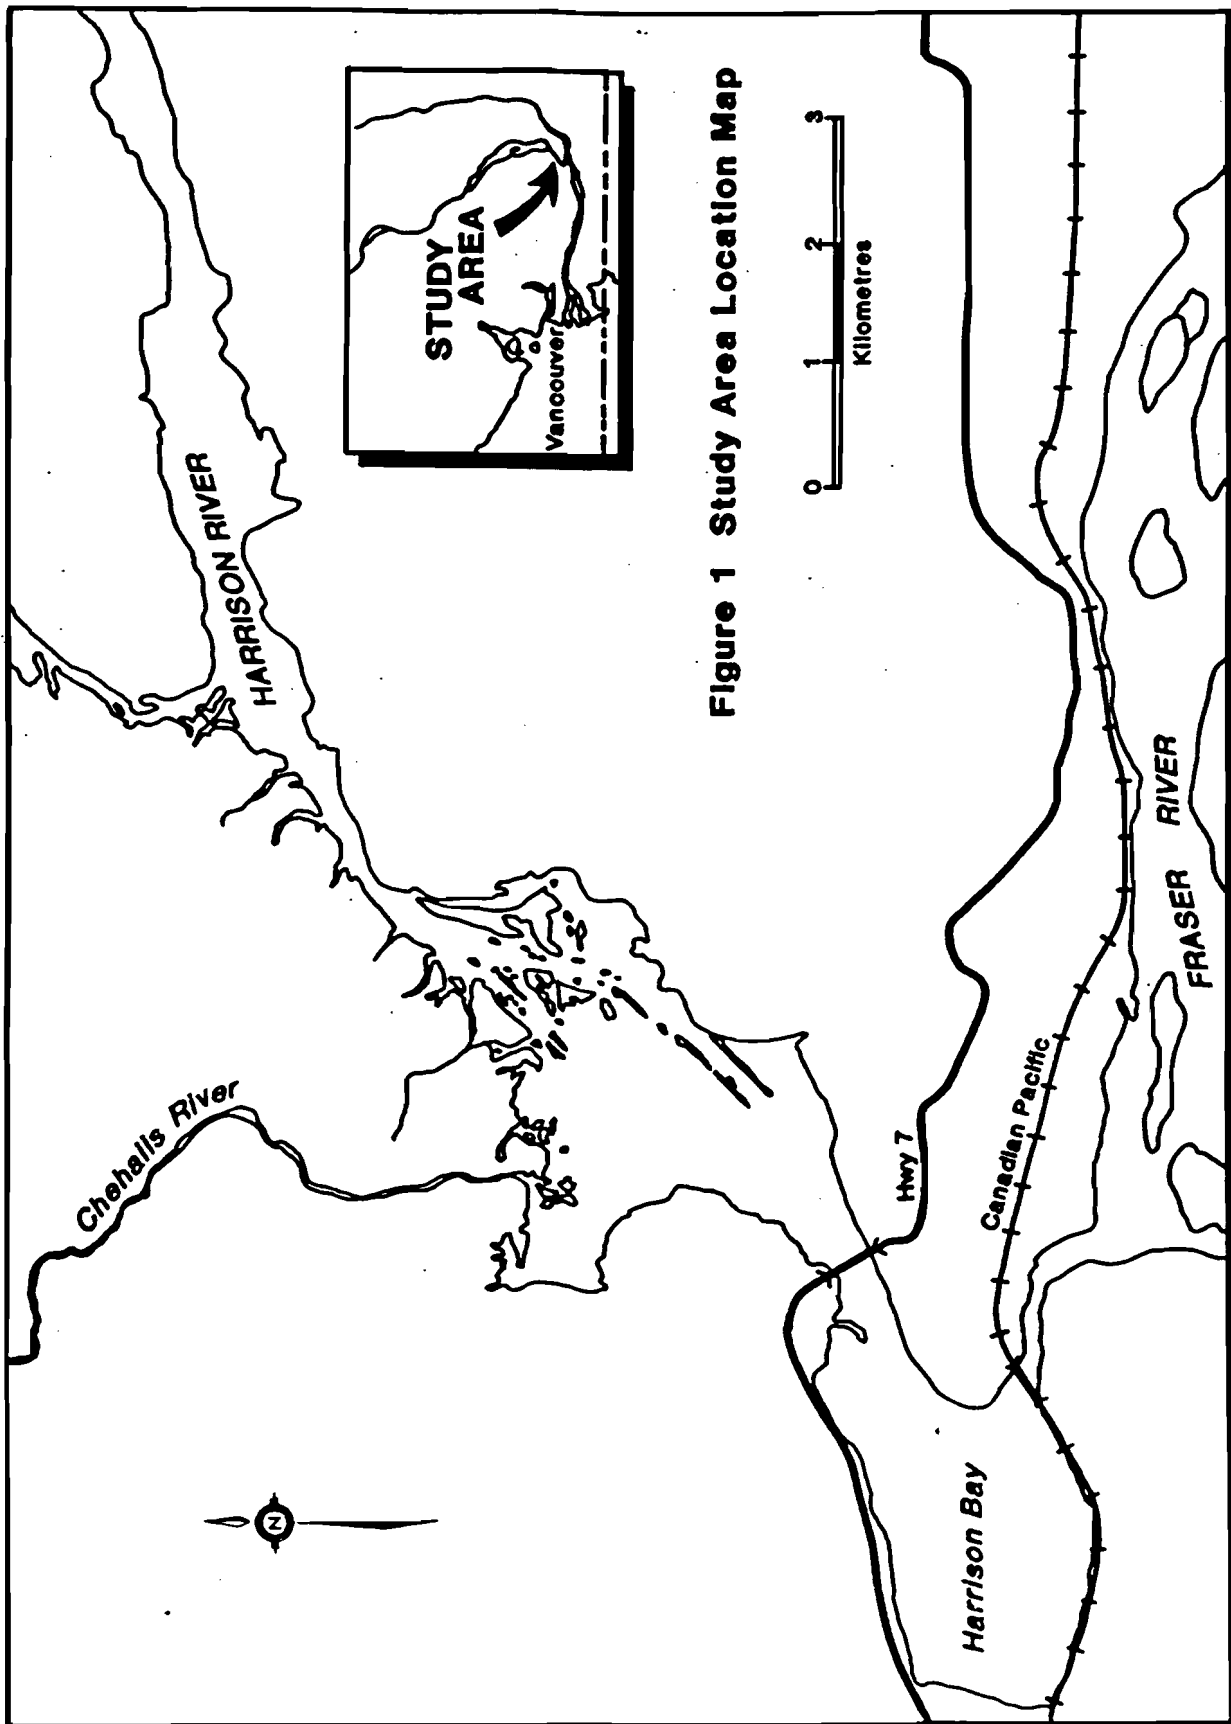 Chehalis River
HARRISON RIVER
STUDY
AREA
Vancouver
Figure 1 Study Area Location Map
0 1 2 3
Kilometres
N
Hwy 7
Canadian Pacific
Harrison Bay
FRASER RIVER